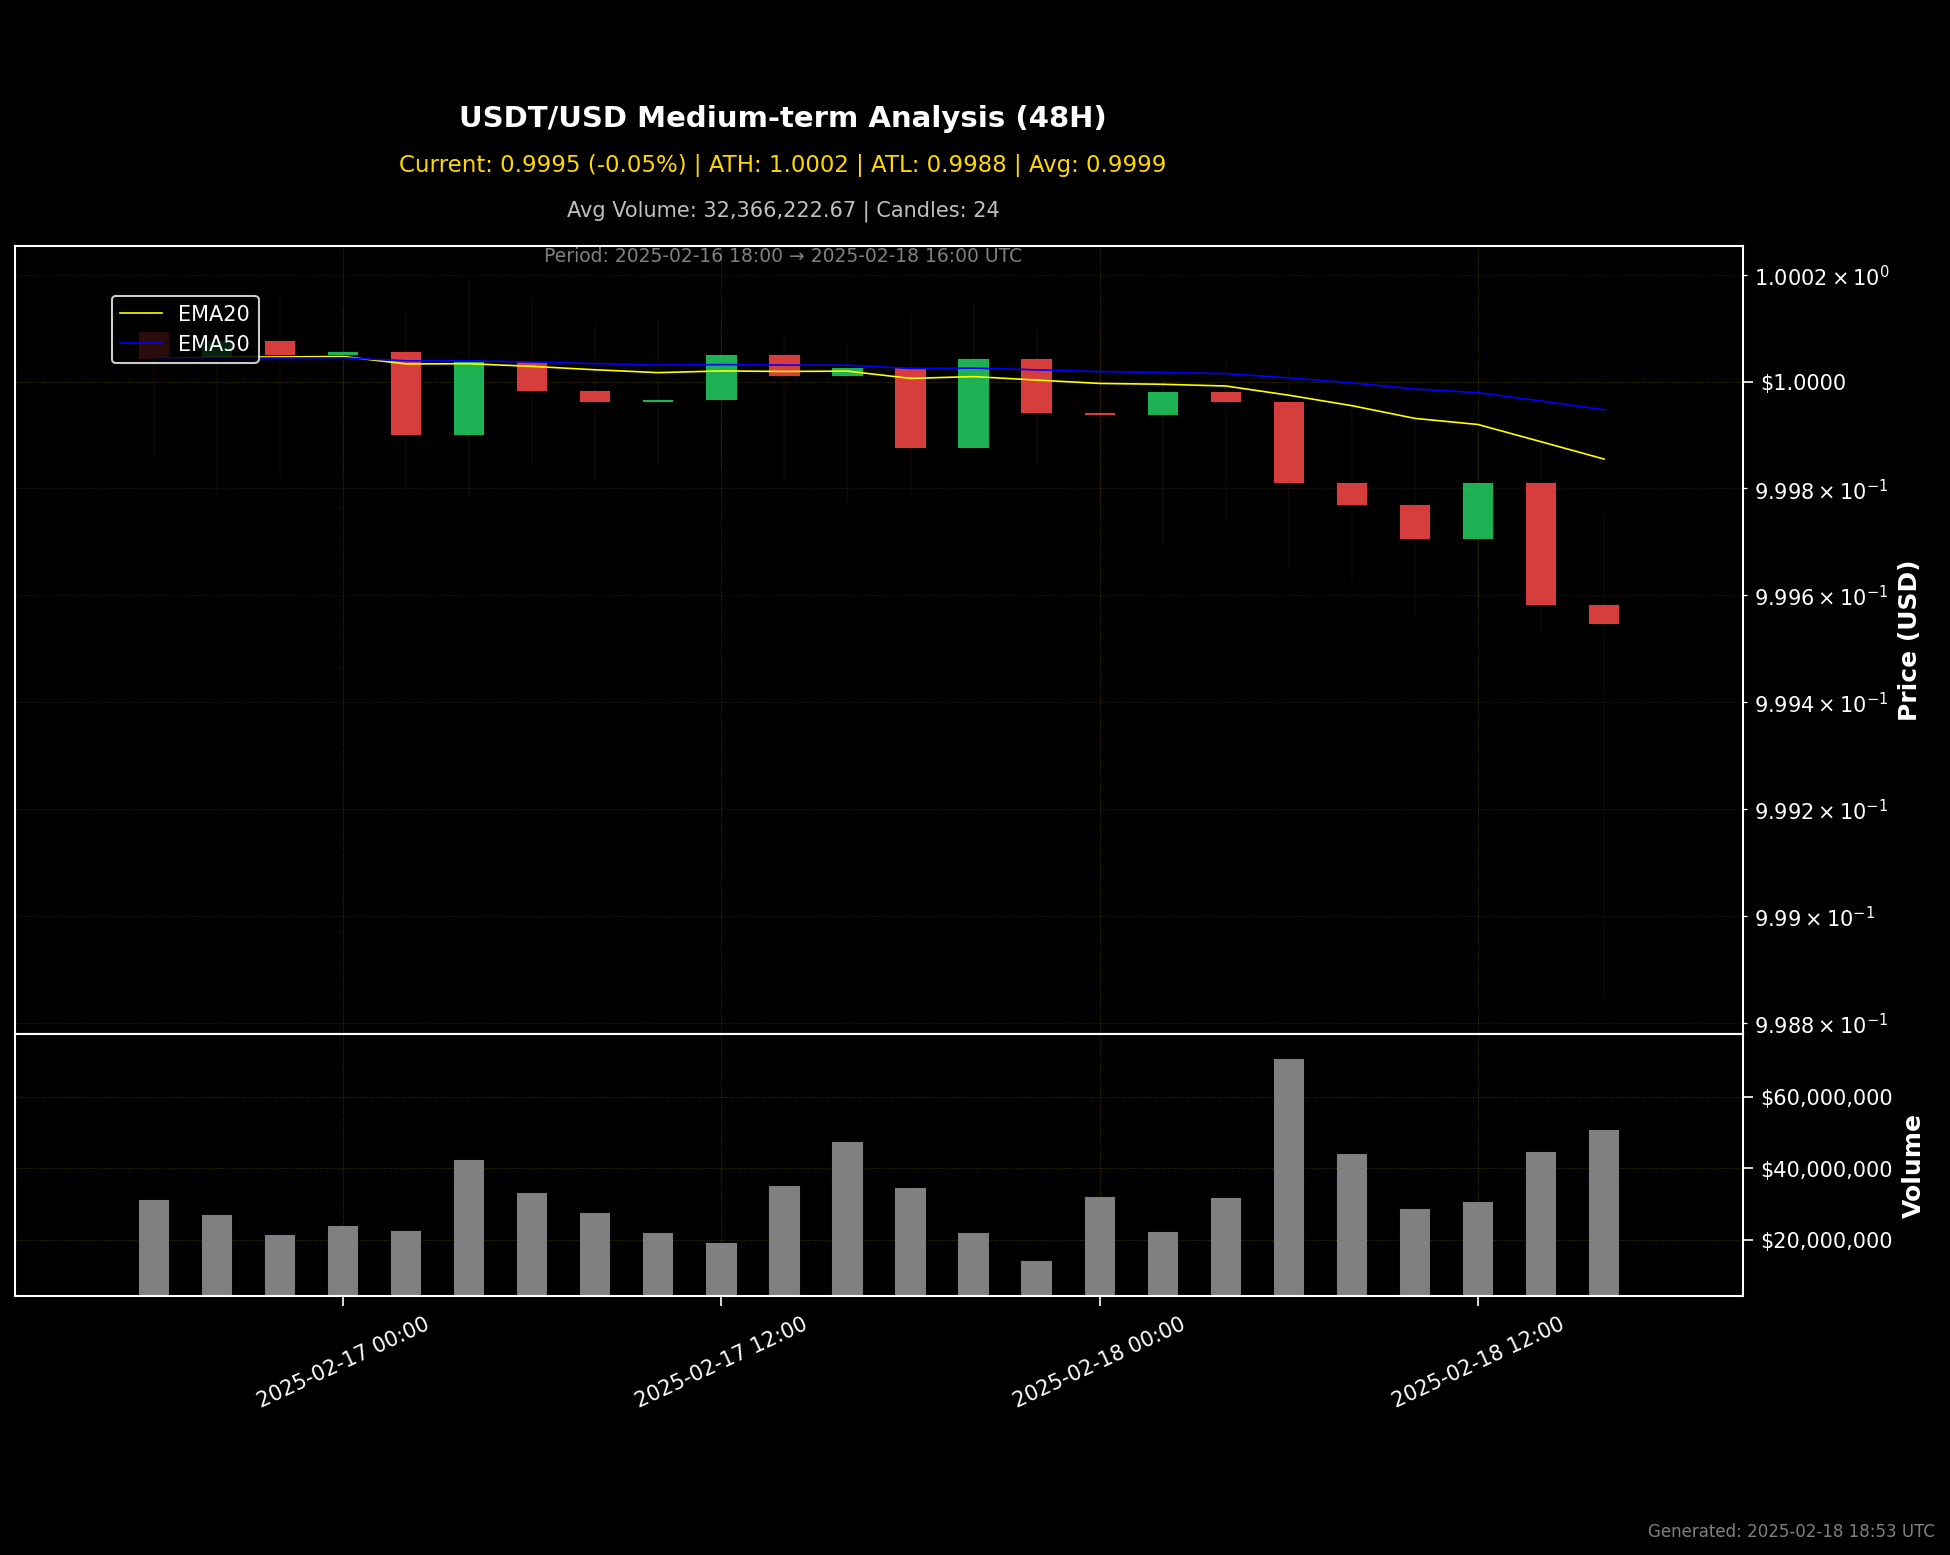 USDT/USD Medium-term Analysis (48H)
Current: 0.9995 (-0.05%) | ATH: 1.0002 | ATL: 0.9988 | Avg: 0.9999
Avg Volume: 32,366,222.67 | Candles: 24
Period: 2025-02-16 18:00 → 2025-02-18 16:00 UTC
EMA20
EMA50
1.0002 × 10⁰
$1.0000
9.998 × 10⁻¹
9.996 × 10⁻¹
9.994 × 10⁻¹
9.992 × 10⁻¹
9.99 × 10⁻¹
9.988 × 10⁻¹
Price (USD)
$60,000,000
$40,000,000
$20,000,000
Volume
2025-02-17 00:00
2025-02-17 12:00
2025-02-18 00:00
2025-02-18 12:00
Generated: 2025-02-18 18:53 UTC